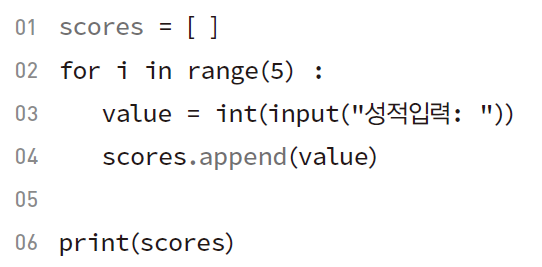 01 scores = [ ]
02 for i in range(5) :
03    value = int(input("성적입력: "))
04    scores.append(value)
05
06 print(scores)